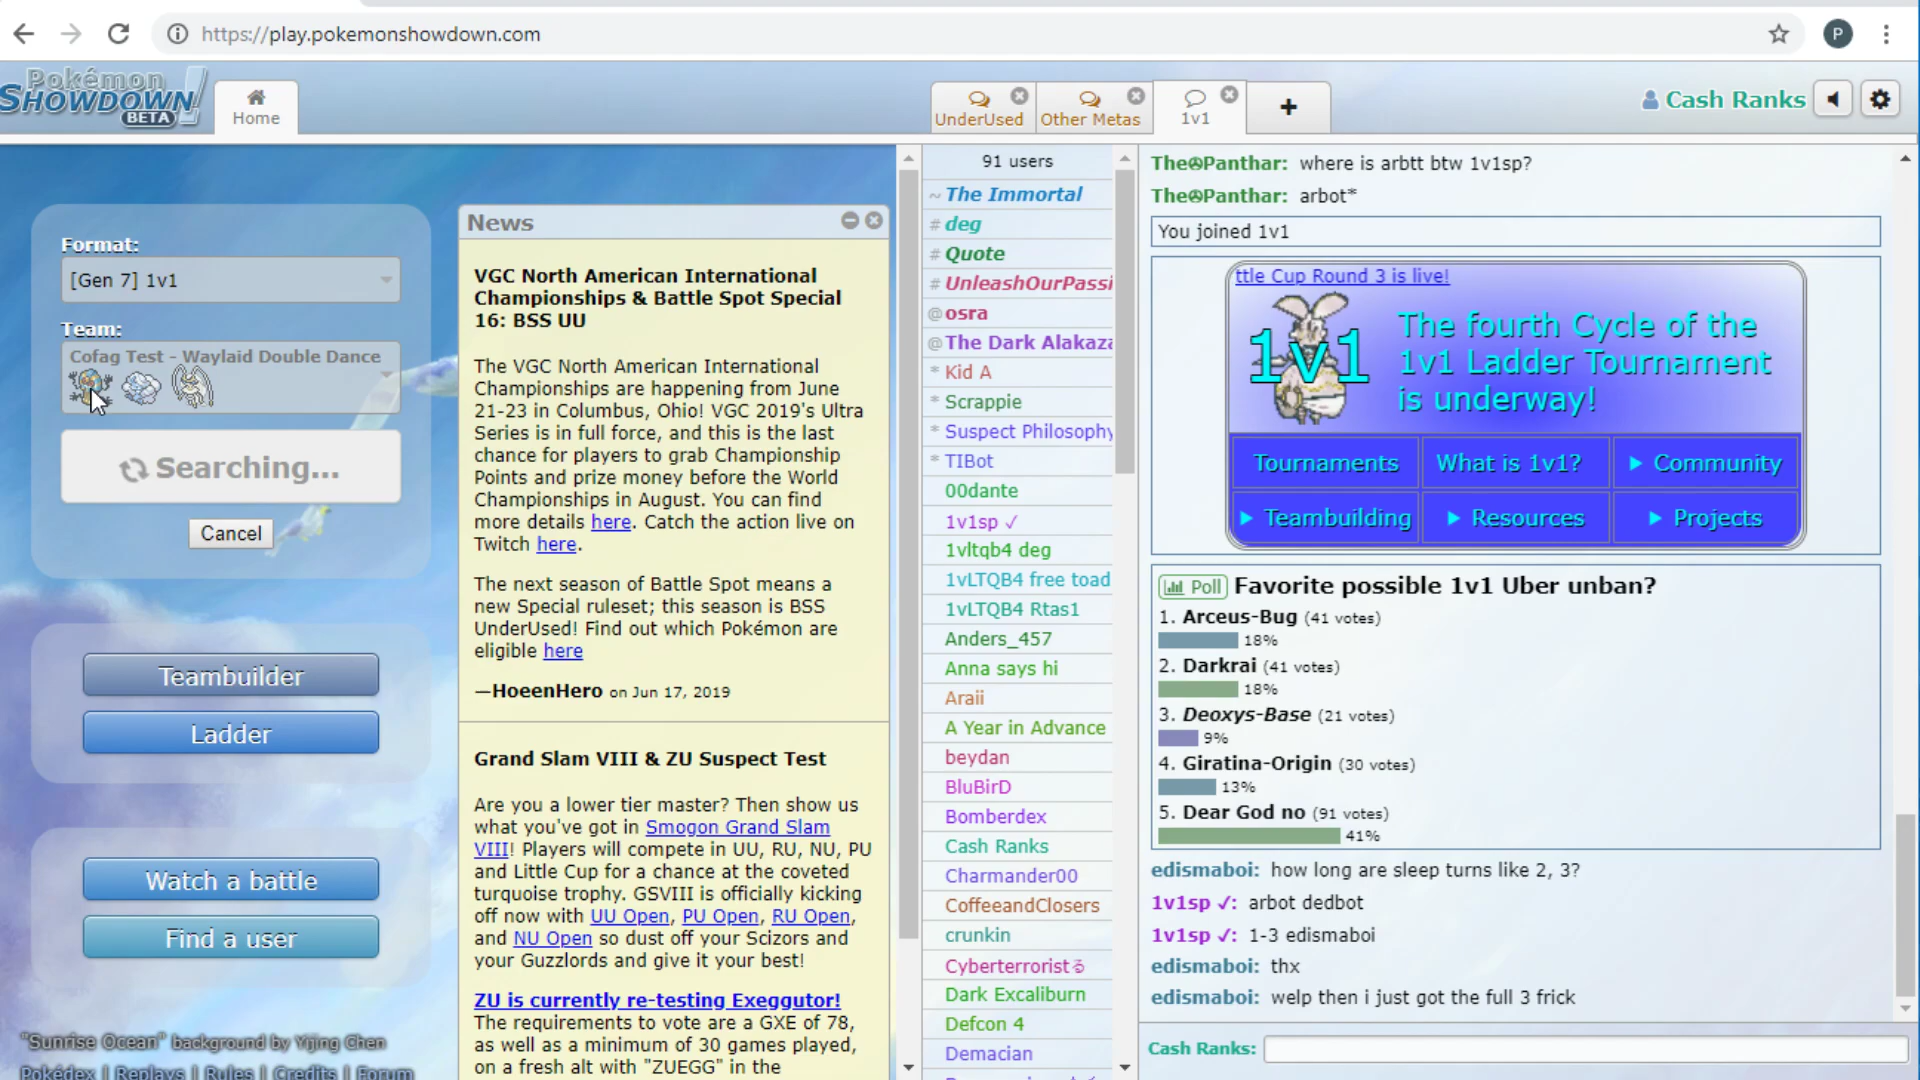 https://play.pokemonshowdown.com
P
Pokémon
SHOWDOWN!
BETA
Home
UnderUsed
Other Metas
1v1
+
Cash Ranks
Format:
[Gen 7] 1v1
Team:
Cofag Test - Waylaid Double Dance
Searching...
Cancel
Teambuilder
Ladder
Watch a battle
Find a user
"Sunrise Ocean" background by Yijing Chen
Pokédex | Replays | Rules | Credits | Forum
News
VGC North American International
Championships & Battle Spot Special
16: BSS UU
The VGC North American International
Championships are happening from June
21-23 in Columbus, Ohio! VGC 2019's Ultra
Series is in full force, and this is the last
chance for players to grab Championship
Points and prize money before the World
Championships in August. You can find
more details here. Catch the action live on
Twitch here.
The next season of Battle Spot means a
new Special ruleset; this season is BSS
UnderUsed! Find out which Pokémon are
eligible here
—HoeenHero on Jun 17, 2019
Grand Slam VIII & ZU Suspect Test
Are you a lower tier master? Then show us
what you've got in Smogon Grand Slam
VIII! Players will compete in UU, RU, NU, PU
and Little Cup for a chance at the coveted
turquoise trophy. GSVIII is officially kicking
off now with UU Open, PU Open, RU Open,
and NU Open so dust off your Scizors and
your Guzzlords and give it your best!
ZU is currently re-testing Exeggutor!
The requirements to vote are a GXE of 78,
as well as a minimum of 30 games played,
on a fresh alt with "ZUEGG" in the
91 users
~ The Immortal
# deg
# Quote
# UnleashOurPassi
@ osra
@ The Dark Alakaza
* Kid A
* Scrappie
* Suspect Philosophy
* TIBot
00dante
1v1sp ✓
1vltqb4 deg
1vLTQB4 free toad
1vLTQB4 Rtas1
Anders_457
Anna says hi
Araii
A Year in Advance
beydan
BluBirD
Bomberdex
Cash Ranks
Charmander00
CoffeeandClosers
crunkin
Cyberterroristる
Dark Excaliburn
Defcon 4
Demacian
The✇Panthar: where is arbtt btw 1v1sp?
The✇Panthar: arbot*
You joined 1v1
ttle Cup Round 3 is live!
1v1
The fourth Cycle of the
1v1 Ladder Tournament
is underway!
Tournaments
What is 1v1?
► Community
► Teambuilding
► Resources
► Projects
Poll Favorite possible 1v1 Uber unban?
1. Arceus-Bug (41 votes)
18%
2. Darkrai (41 votes)
18%
3. Deoxys-Base (21 votes)
9%
4. Giratina-Origin (30 votes)
13%
5. Dear God no (91 votes)
41%
edismaboi: how long are sleep turns like 2, 3?
1v1sp ✓: arbot dedbot
1v1sp ✓: 1-3 edismaboi
edismaboi: thx
edismaboi: welp then i just got the full 3 frick
Cash Ranks: